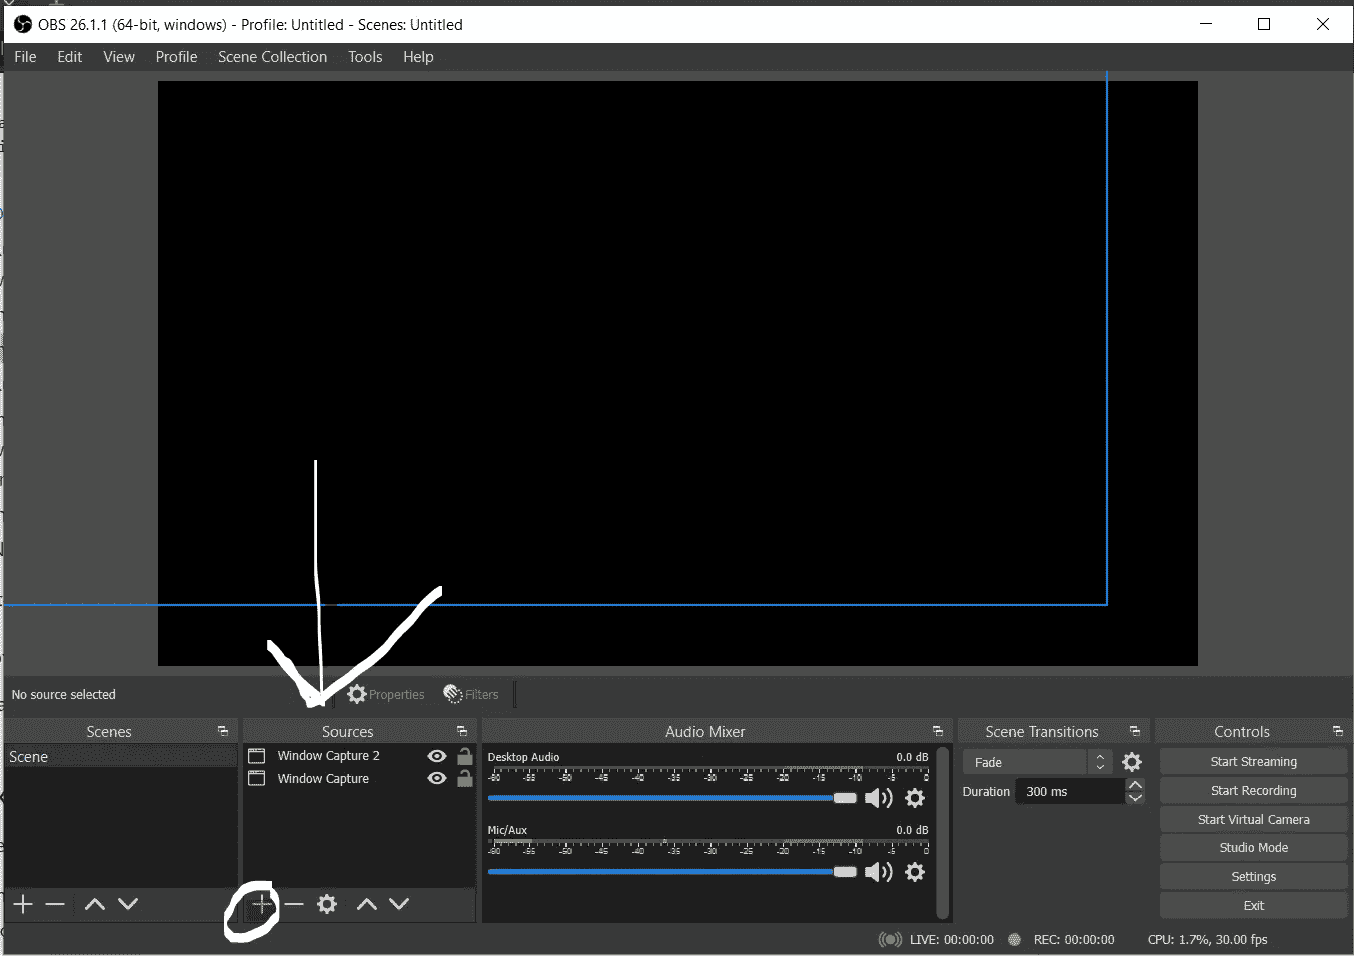 OBS 26.1.1 (64-bit, windows) - Profile: Untitled - Scenes: Untitled
File Edit View Profile Scene Collection Tools Help
No source selected Properties Filters
Scenes
Scene
Sources
Window Capture 2
Window Capture
Audio Mixer
Desktop Audio 0.0 dB
-60 -55 -50 -45 -40 -35 -30 -25 -20 -15 -10 -5 0
Mic/Aux 0.0 dB
-60 -55 -50 -45 -40 -35 -30 -25 -20 -15 -10 -5 0
Scene Transitions
Fade
Duration 300 ms
Controls
Start Streaming
Start Recording
Start Virtual Camera
Studio Mode
Settings
Exit
LIVE: 00:00:00 REC: 00:00:00 CPU: 1.7%, 30.00 fps